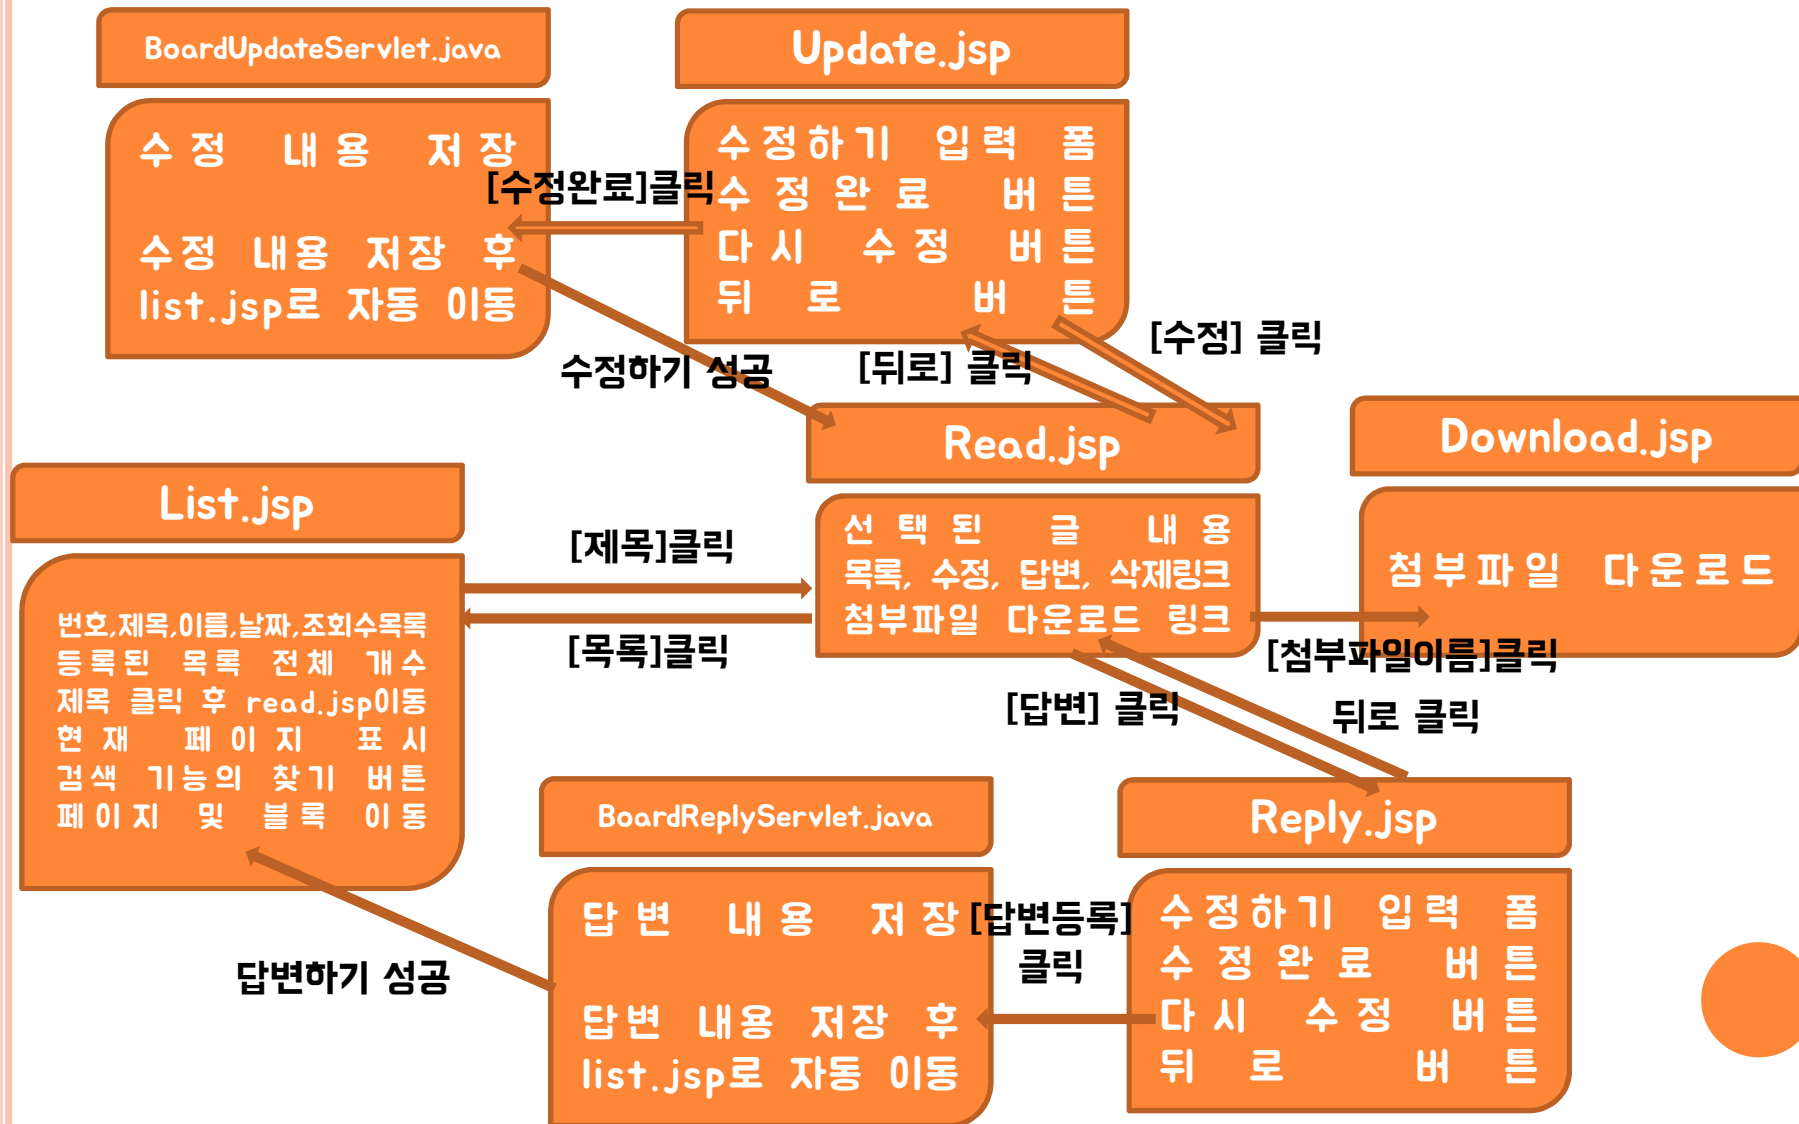 BoardUpdateServlet.java
수정 내용 저장
수정 내용 저장 후
list.jsp로 자동 이동
Update.jsp
수정하기 입력 폼
수정완료 버튼
다시 수정 버튼
뒤로 버튼
[수정완료]클릭
수정하기 성공
[뒤로] 클릭
[수정] 클릭
List.jsp
번호,제목,이름,날짜,조회수목록
등록된 목록 전체 개수
제목 클릭 후 read.jsp이동
현재 페이지 표시
검색 기능의 찾기 버튼
페이지 및 블록 이동
[제목]클릭
[목록]클릭
Read.jsp
선택된 글 내용
목록, 수정, 답변, 삭제링크
첨부파일 다운로드 링크
Download.jsp
첨부파일 다운로드
[첨부파일이름]클릭
[답변] 클릭
뒤로 클릭
BoardReplyServlet.java
답변 내용 저장
답변 내용 저장 후
list.jsp로 자동 이동
[답변등록]
클릭
Reply.jsp
수정하기 입력 폼
수정완료 버튼
다시 수정 버튼
뒤로 버튼
답변하기 성공